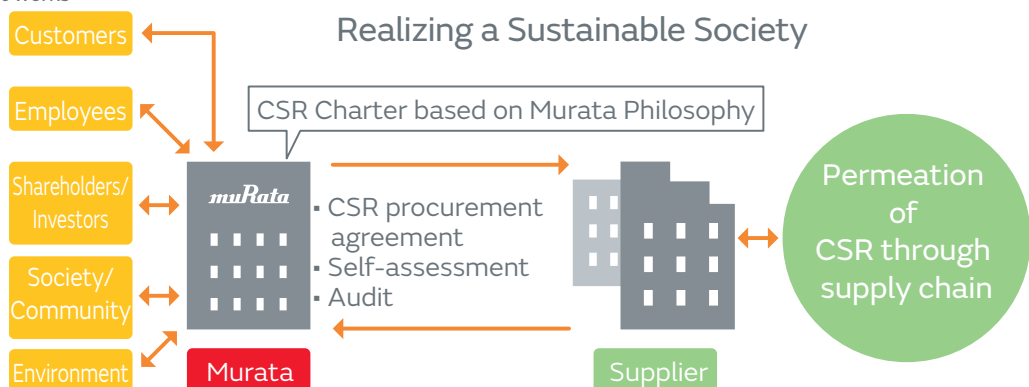 Customers
Realizing a Sustainable Society
Employees
CSR Charter based on Murata Philosophy
Shareholders/
Investors
muRata
• CSR procurement
agreement
• Self-assessment
• Audit
Permeation
of
CSR through
supply chain
Society/
Community
Environment
Murata
Supplier